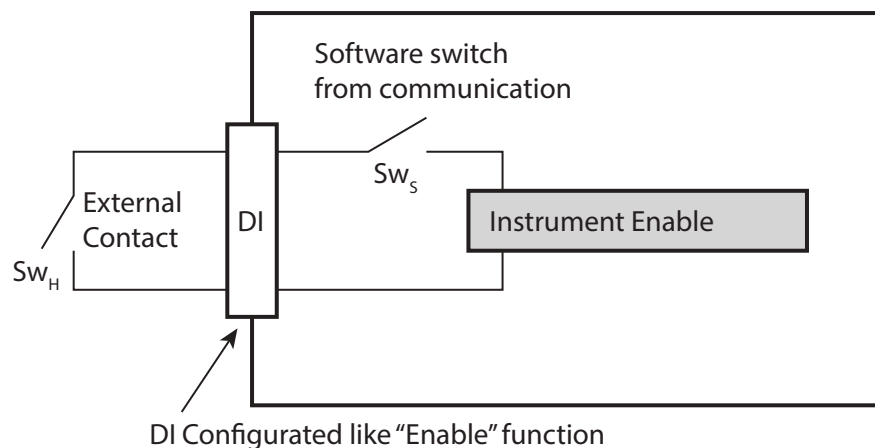 Software switch
from communication
Sw_S
External
Contact
DI
Instrument Enable
Sw_H
DI Configurated like “Enable” function